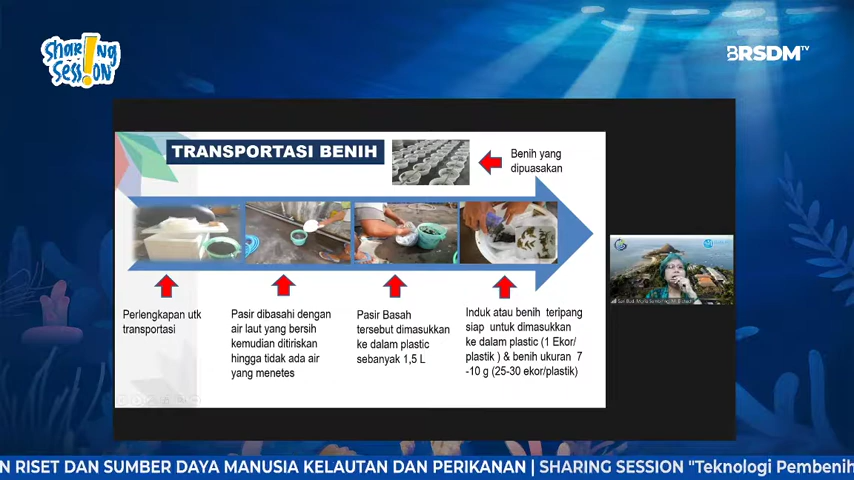 Sharing
Session
BRSDM TV
TRANSPORTASI BENIH
Benih yang
dipuasakan
Perlengkapan utk
transportasi
Pasir dibasahi dengan
air laut yang bersih
kemudian ditiriskan
hingga tidak ada air
yang menetes
Pasir Basah
tersebut dimasukkan
ke dalam plastic
sebanyak 1,5 L
Induk atau benih teripang
siap untuk dimasukkan
ke dalam plastic (1 Ekor/
plastik ) & benih ukuran 7
-10 g (25-30 ekor/plastik)
N RISET DAN SUMBER DAYA MANUSIA KELAUTAN DAN PERIKANAN | SHARING SESSION "Teknologi Pembenih